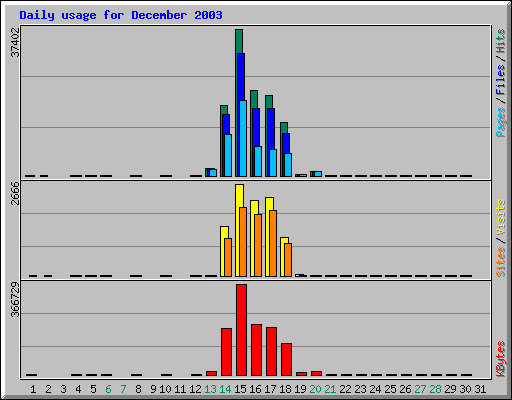 Daily usage for December 2003
37402
Pages / Files / Hits
2666
Sites / Visits
366729
KBytes
1 2 3 4 5 6 7 8 9 10 11 12 13 14 15 16 17 18 19 20 21 22 23 24 25 26 27 28 29 30 31